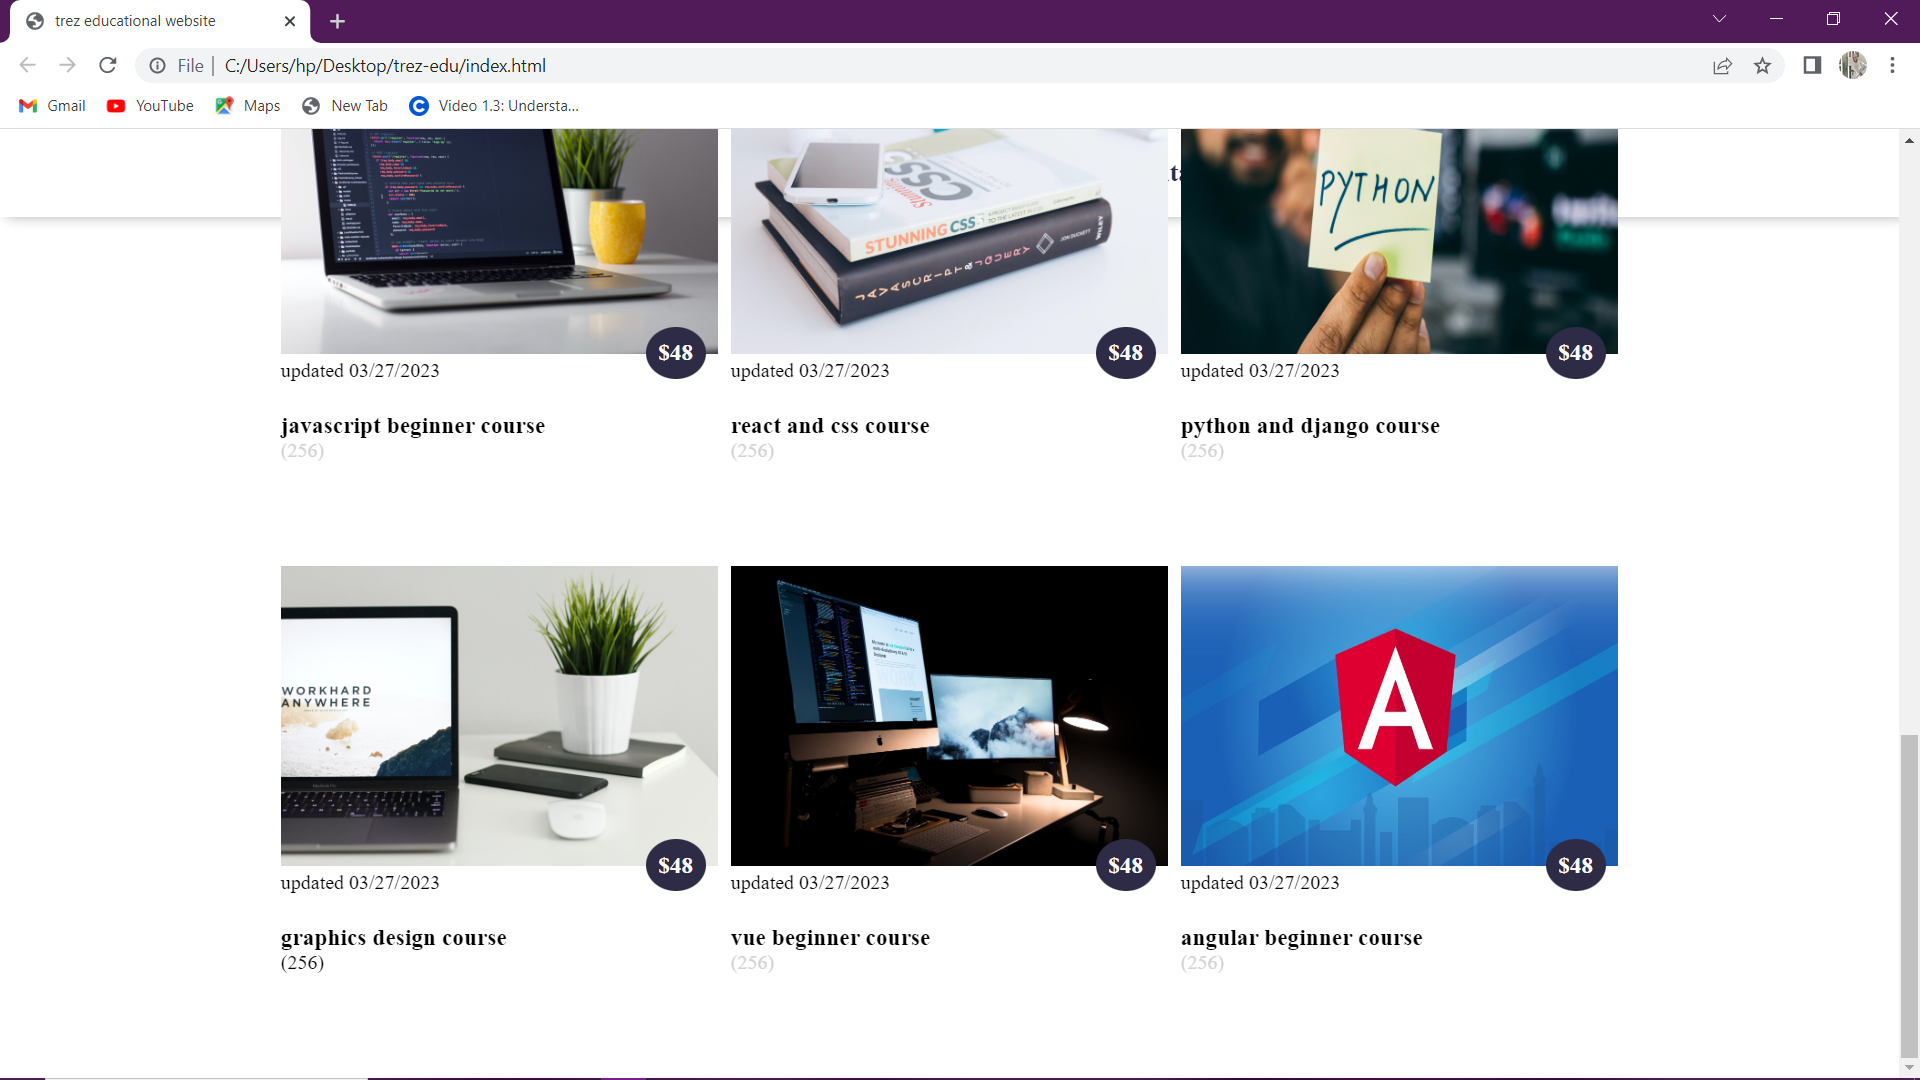 trez educational website
File
C:/Users/hp/Desktop/trez-edu/index.html
Gmail
YouTube
Maps
New Tab
Video 1.3: Understa...
PYTHON
CSS
STUNNING CSS
JAVASCRIPT & JQUERY
JON DUCKETT
WILEY
$48
$48
$48
updated 03/27/2023
updated 03/27/2023
updated 03/27/2023
javascript beginner course
react and css course
python and django course
(256)
(256)
(256)
WORKHARD
ANYWHERE
A
$48
$48
$48
updated 03/27/2023
updated 03/27/2023
updated 03/27/2023
graphics design course
vue beginner course
angular beginner course
(256)
(256)
(256)